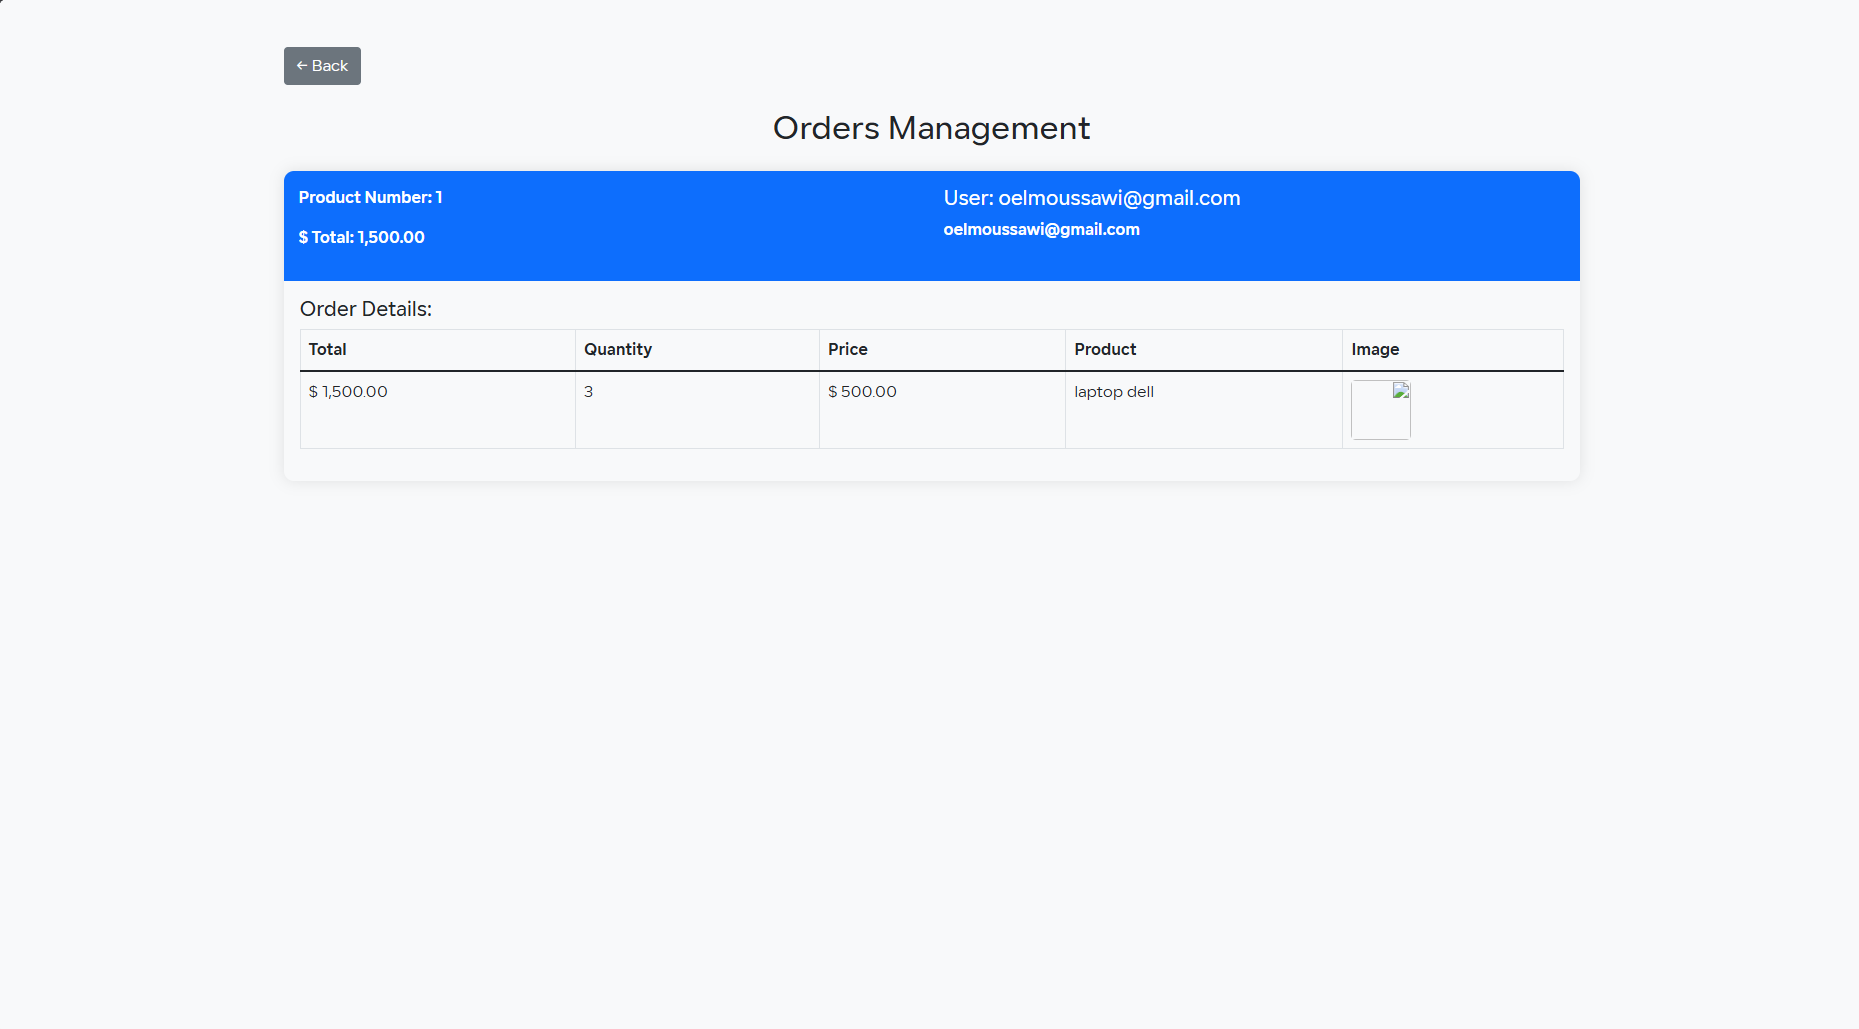 ← Back
Orders Management
Product Number: 1
$ Total: 1,500.00
User: oelmoussawi@gmail.com
oelmoussawi@gmail.com
Order Details:
Total Quantity Price Product Image
$ 1,500.00 3 $ 500.00 laptop dell